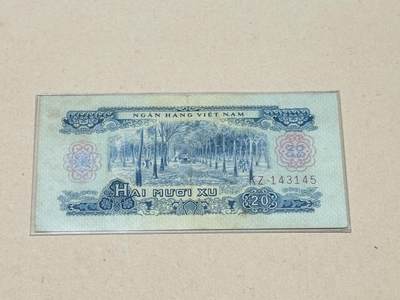 NGÂN HÀNG VIỆT NAM
20
KZ 143145
HAI MƯƠI XU
20